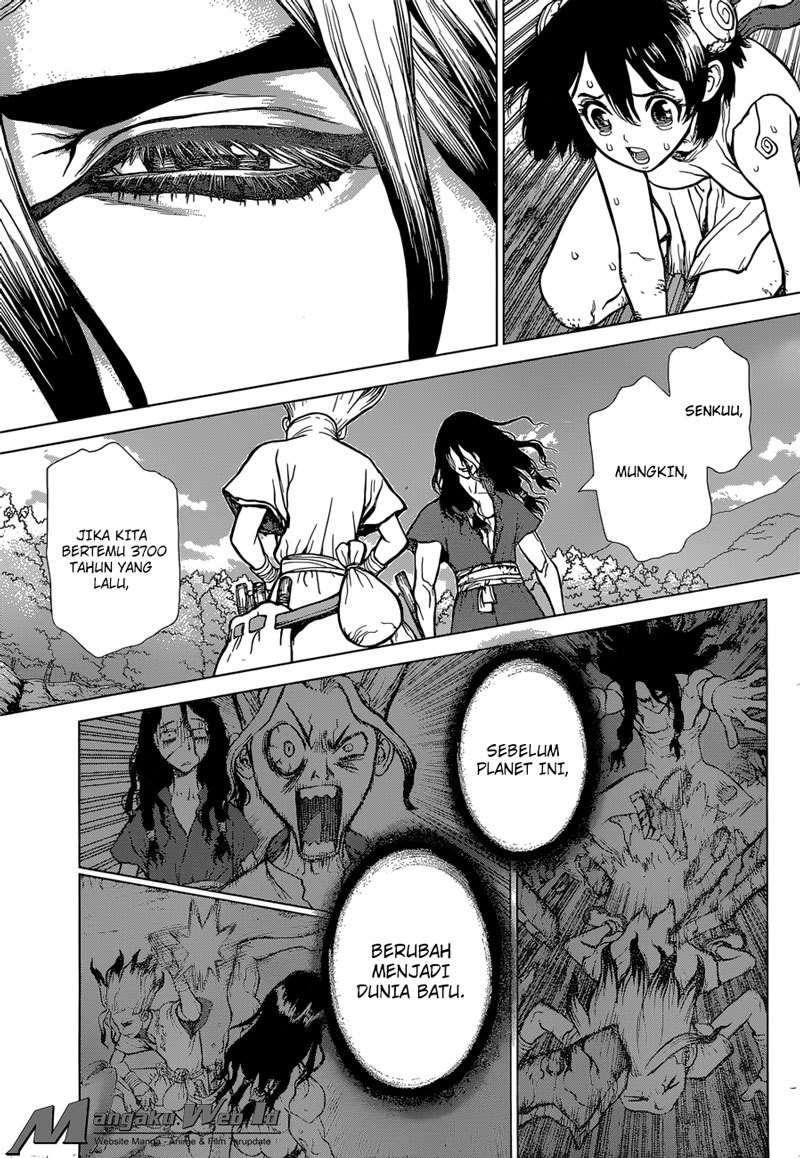 SENKUU,
MUNGKIN,
JIKA KITA
BERTEMU 3700
TAHUN YANG
LALU,
SEBELUM
PLANET INI,
BERUBAH
MENJADI
DUNIA BATU.
Mangaku.Web.Id
Website Manga - Anime & Film Terupdate